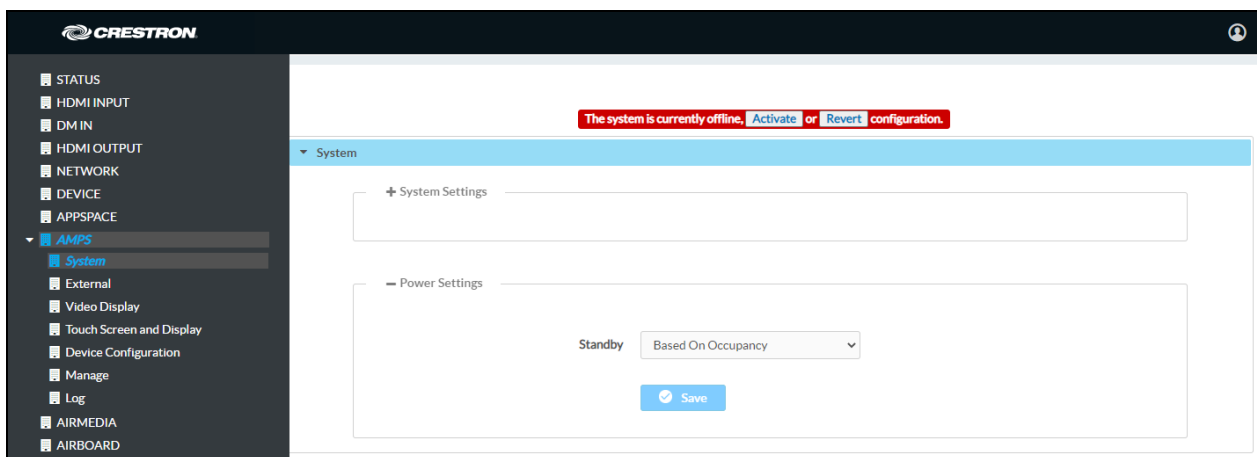 CRESTRON
STATUS
HDMI INPUT
DM IN
HDMI OUTPUT
NETWORK
DEVICE
APPSPACE
AMPS
System
External
Video Display
Touch Screen and Display
Device Configuration
Manage
Log
AIRMEDIA
AIRBOARD
The system is currently offline, Activate or Revert configuration.
System
System Settings
Power Settings
Standby Based On Occupancy
Save